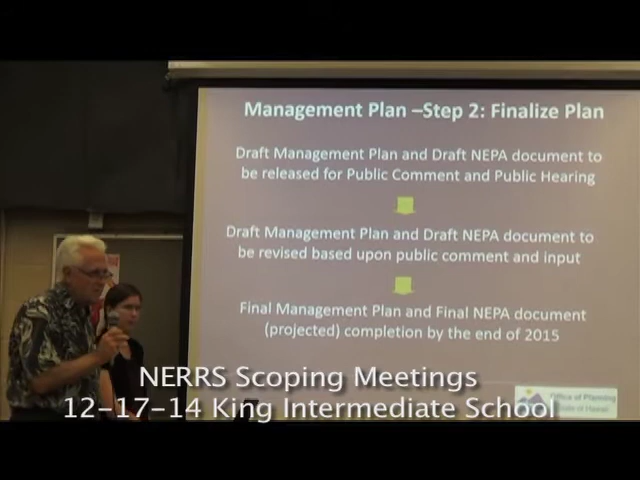 Management Plan –Step 2: Finalize Plan
Draft Management Plan and Draft NEPA document to
be released for Public Comment and Public Hearing
Draft Management Plan and Draft NEPA document to
be revised based upon public comment and input
Final Management Plan and Final NEPA document
(projected) completion by the end of 2015
NERRS Scoping Meetings
12-17-14 King Intermediate School
Office of Planning
State of Hawaii